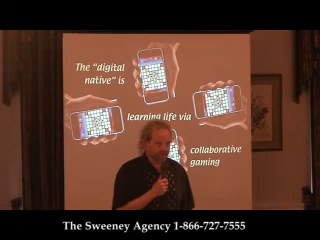 The "digital
native" is
learning life via
collaborative
gaming
The Sweeney Agency 1-866-727-7555